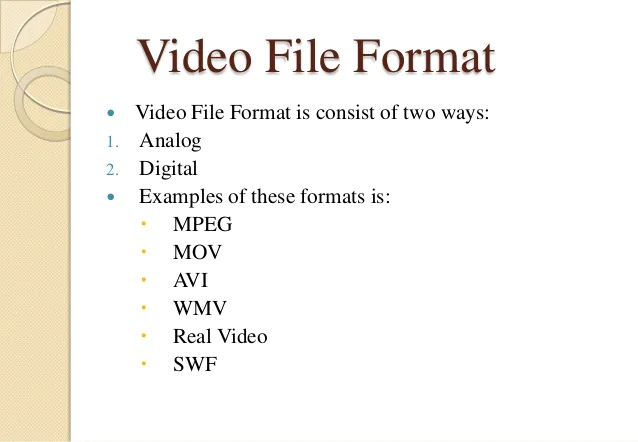 Video File Format
• Video File Format is consist of two ways:
1. Analog
2. Digital
• Examples of these formats is:
• MPEG
• MOV
• AVI
• WMV
• Real Video
• SWF